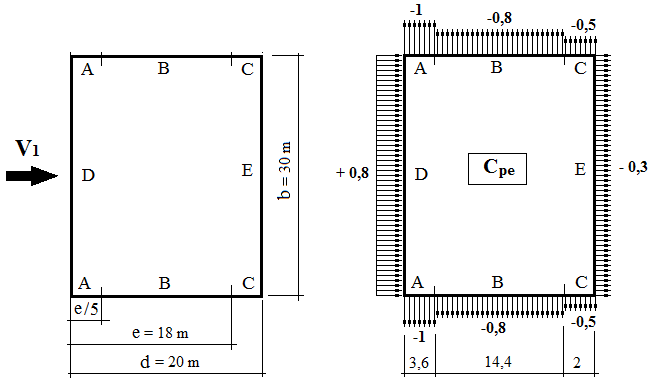 -1
-0,8
-0,5
A
B
C
A
B
C
V1
D
E
b = 30 m
+ 0,8
D
Cpe
E
- 0,3
A
B
C
A
B
C
e/5
-1
-0,8
-0,5
e = 18 m
d = 20 m
3,6
14,4
2